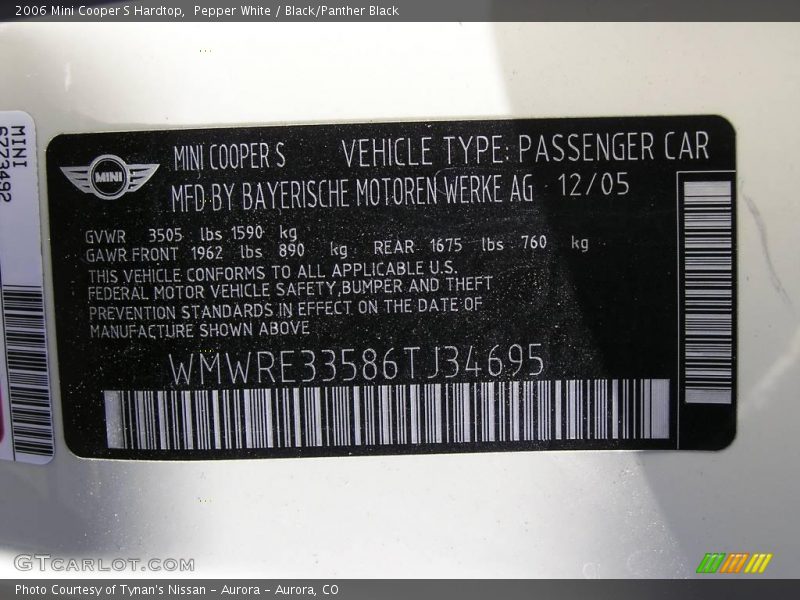 2006 Mini Cooper S Hardtop,  Pepper White / Black/Panther Black
MINI
6773492
MINI
MINI COOPER S VEHICLE TYPE: PASSENGER CAR
MFD BY BAYERISCHE MOTOREN WERKE AG 12/05
GVWR 3505 lbs 1590 kg
GAWR FRONT 1962 lbs 890 kg REAR 1675 lbs 760 kg
THIS VEHICLE CONFORMS TO ALL APPLICABLE U.S.
FEDERAL MOTOR VEHICLE SAFETY,BUMPER AND THEFT
PREVENTION STANDARDS IN EFFECT ON THE DATE OF
MANUFACTURE SHOWN ABOVE
WMWRE33586TJ34695
GTCARLOT.COM
Photo Courtesy of Tynan's Nissan - Aurora - Aurora, CO